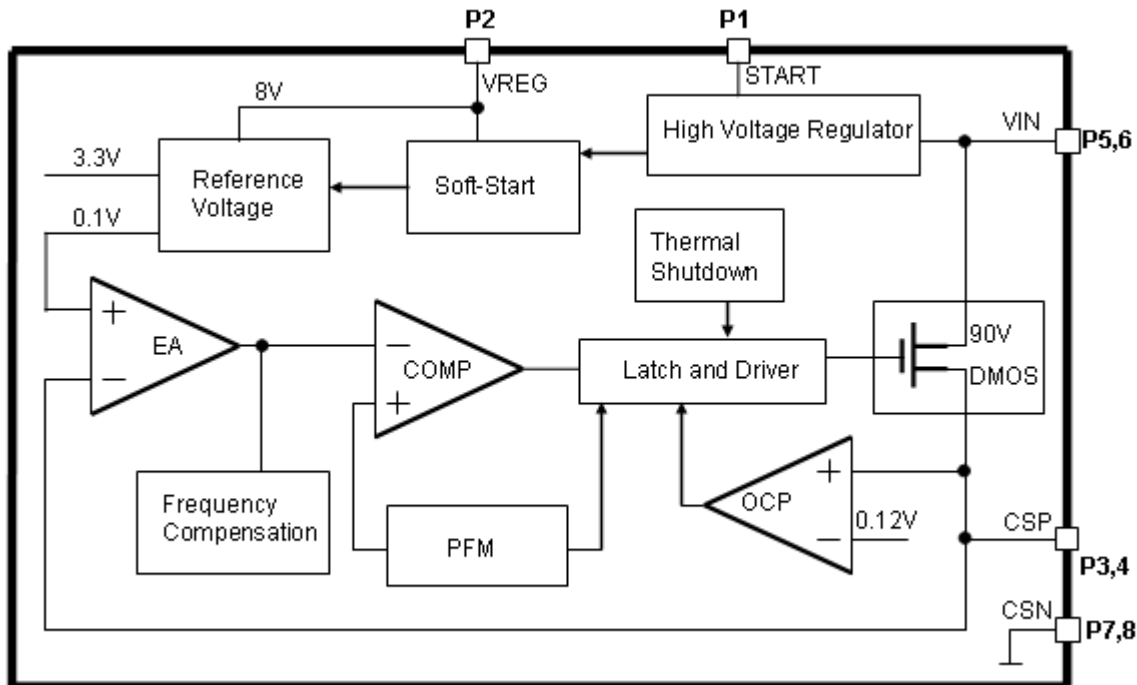 P2
P1
VREG
START
8V
High Voltage Regulator
VIN
P5,6
3.3V
Reference
Voltage
Soft-Start
0.1V
Thermal
Shutdown
+
EA
−
−
COMP
+
Latch and Driver
90V
DMOS
Frequency
Compensation
PFM
+
OCP
0.12V
−
CSP
P3,4
CSN
P7,8